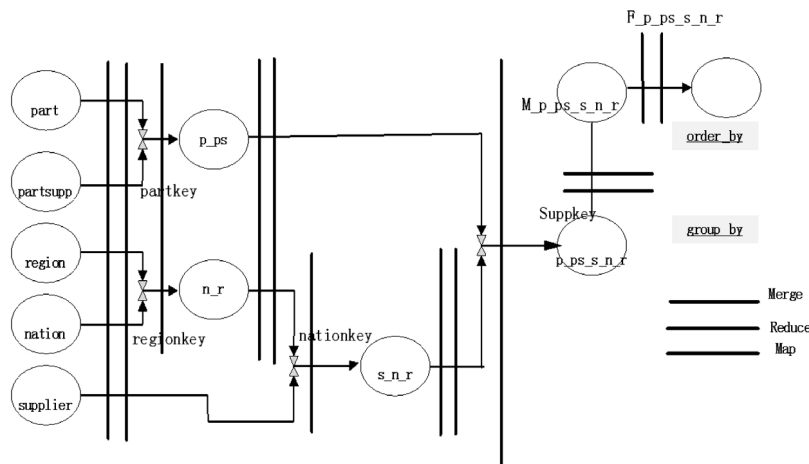 F_p_ps_s_n_r
part
p_ps
M_p_ps_s_n_r
order_by
partsupp
partkey
Suppkey
group_by
region
p_ps_s_n_r
n_r
nation
regionkey
nationkey
Merge
Reduce
Map
s_n_r
supplier